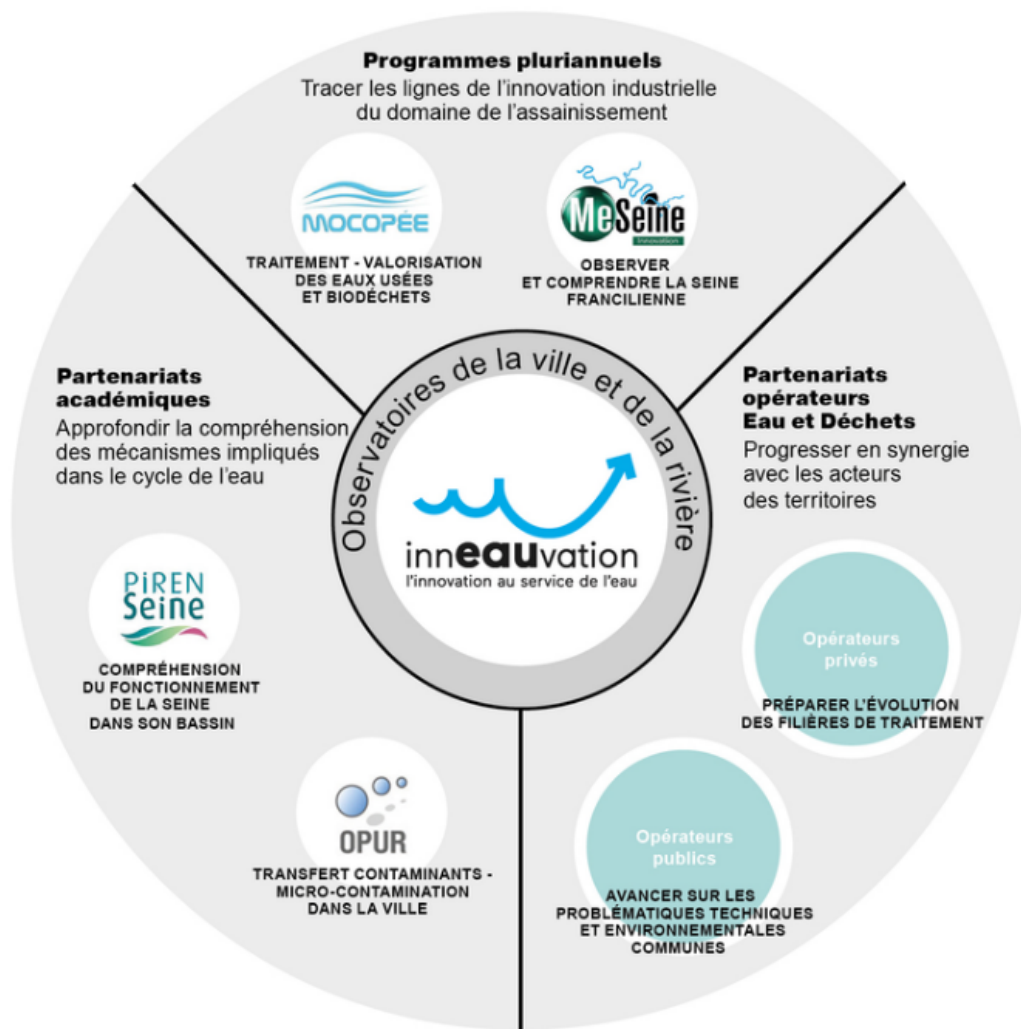 Programmes pluriannuels
Tracer les lignes de l'innovation industrielle
du domaine de l'assainissement
MOCOPÉE
TRAITEMENT - VALORISATION
DES EAUX USÉES
ET BIODÉCHETS
MeSeine
Innovation
OBSERVER
ET COMPRENDRE LA SEINE
FRANCILIENNE
Partenariats
académiques
Approfondir la compréhension
des mécanismes impliqués
dans le cycle de l'eau
PiREN
Seine
COMPRÉHENSION
DU FONCTIONNEMENT
DE LA SEINE
DANS SON BASSIN
OPUR
TRANSFERT CONTAMINANTS -
MICRO-CONTAMINATION
DANS LA VILLE
Observatoires de la ville et de la rivière
inneauvation
l'innovation au service de l'eau
Partenariats
opérateurs
Eau et Déchets
Progresser en synergie
avec les acteurs
des territoires
Opérateurs
privés
PRÉPARER L'ÉVOLUTION
DES FILIÈRES DE TRAITEMENT
Opérateurs
publics
AVANCER SUR LES
PROBLÉMATIQUES TECHNIQUES
ET ENVIRONNEMENTALES
COMMUNES